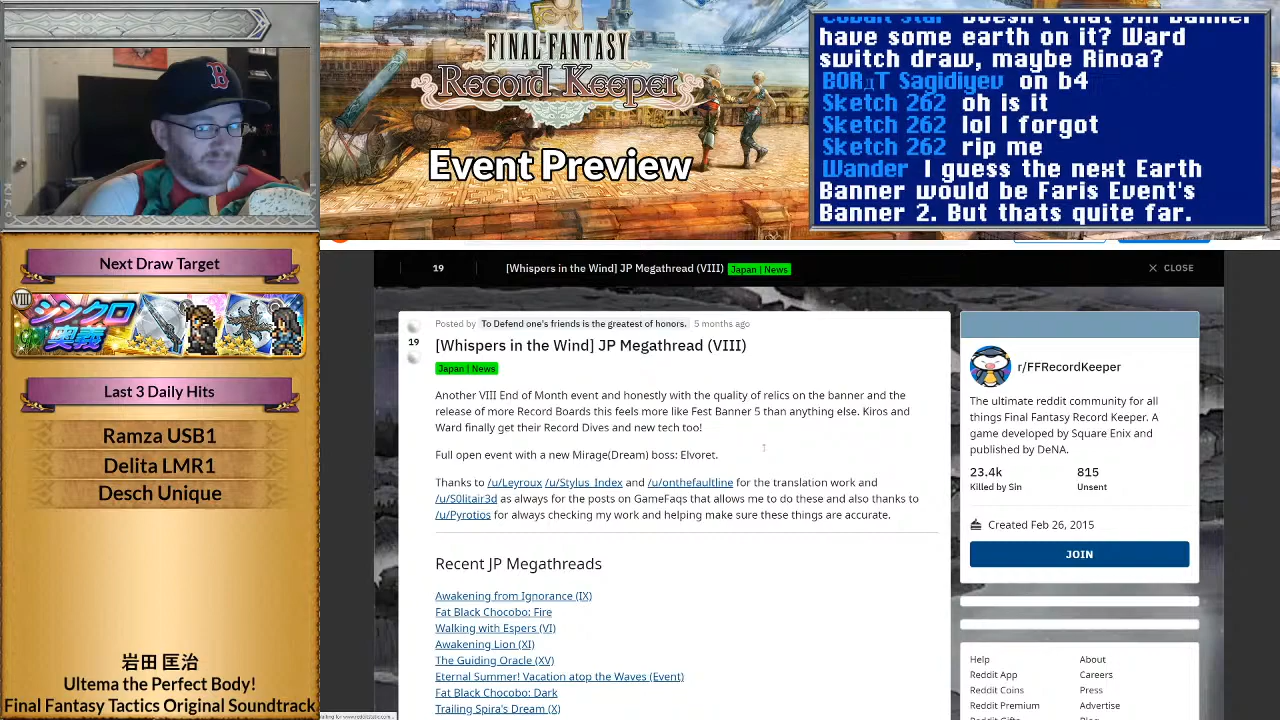 FINAL FANTASY
Record Keeper
Event Preview
Cobalt Star Doesn't that
have some earth on it? Ward
switch draw, maybe Rinoa?
BORдT Sagidiyev on b4
Sketch 262 oh is it
Sketch 262 lol I forgot
Sketch 262 rip me
Wander I guess the next Earth
Banner would be Faris Event's
Banner 2. But thats quite far.
Next Draw Target
VIII
シンクロ
奥義
Last 3 Daily Hits
Ramza USB1
Delita LMR1
Desch Unique
岩田 匡治
Ultema the Perfect Body!
Final Fantasy Tactics Original Soundtrack
19
[Whispers in the Wind] JP Megathread (VIII) Japan | News
CLOSE
Posted by To Defend one's friends is the greatest of honors. 5 months ago
19
[Whispers in the Wind] JP Megathread (VIII)
Japan | News
Another VIII End of Month event and honestly with the quality of relics on the banner and the
release of more Record Boards this feels more like Fest Banner 5 than anything else. Kiros and
Ward finally get their Record Dives and new tech too!
Full open event with a new Mirage(Dream) boss: Elvoret.
Thanks to /u/Leyroux /u/Stylus_Index and /u/onthefaultline for the translation work and
/u/S0litair3d as always for the posts on GameFaqs that allows me to do these and also thanks to
/u/Pyrotios for always checking my work and helping make sure these things are accurate.
Recent JP Megathreads
Awakening from Ignorance (IX)
Fat Black Chocobo: Fire
Walking with Espers (VI)
Awakening Lion (XI)
The Guiding Oracle (XV)
Eternal Summer! Vacation atop the Waves (Event)
Fat Black Chocobo: Dark
Trailing Spira's Dream (X)
r/FFRecordKeeper
The ultimate reddit community for all
things Final Fantasy Record Keeper. A
game developed by Square Enix and
published by DeNA.
23.4k
Killed by Sin
815
Unsent
Created Feb 26, 2015
JOIN
Help
About
Reddit App
Careers
Reddit Coins
Press
Reddit Premium
Advertise